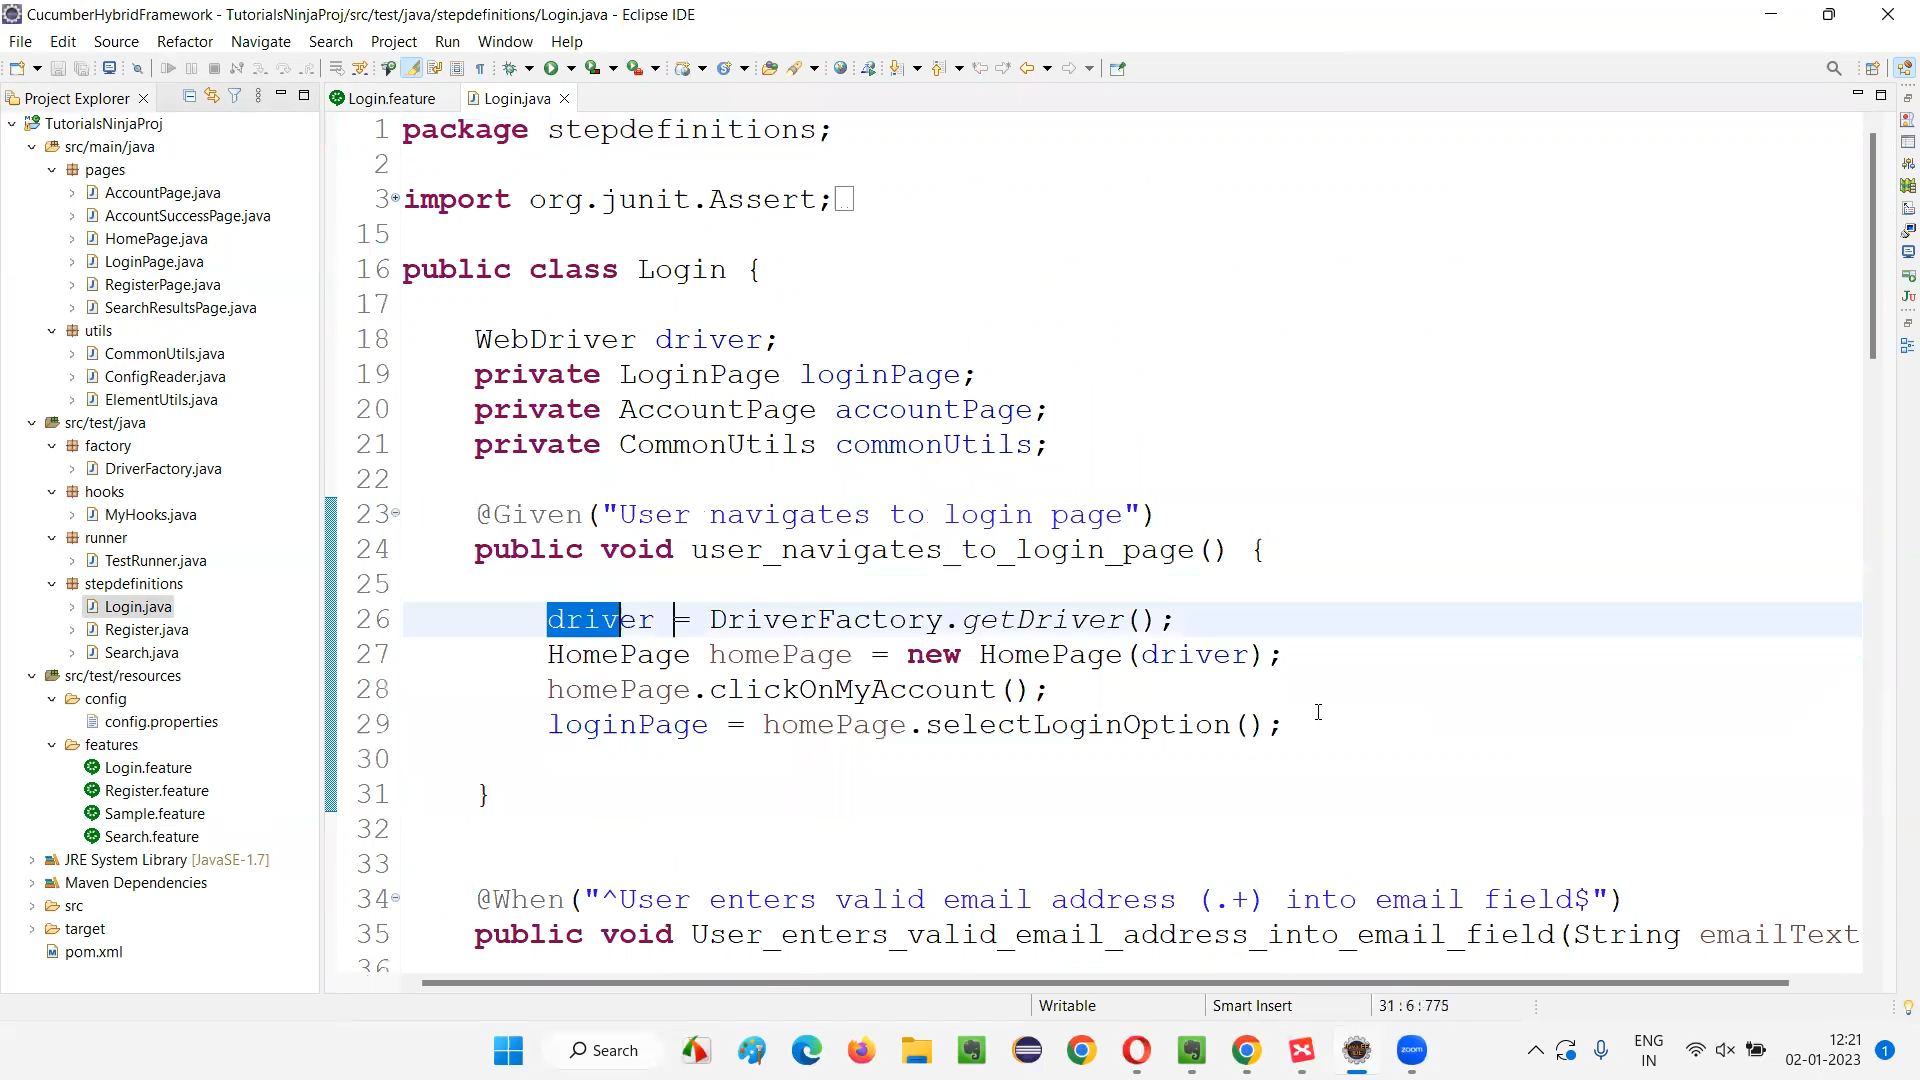 CucumberHybridFramework - TutorialsNinjaProj/src/test/java/stepdefinitions/Login.java - Eclipse IDE
File Edit Source Refactor Navigate Search Project Run Window Help
Project Explorer
TutorialsNinjaProj
src/main/java
pages
AccountPage.java
AccountSuccessPage.java
HomePage.java
LoginPage.java
RegisterPage.java
SearchResultsPage.java
utils
CommonUtils.java
ConfigReader.java
ElementUtils.java
src/test/java
factory
DriverFactory.java
hooks
MyHooks.java
runner
TestRunner.java
stepdefinitions
Login.java
Register.java
Search.java
src/test/resources
config
config.properties
features
Login.feature
Register.feature
Sample.feature
Search.feature
JRE System Library [JavaSE-1.7]
Maven Dependencies
src
target
pom.xml
Login.feature Login.java
1 package stepdefinitions;
2
3 import org.junit.Assert;
15
16 public class Login {
17
18 WebDriver driver;
19 private LoginPage loginPage;
20 private AccountPage accountPage;
21 private CommonUtils commonUtils;
22
23 @Given("User navigates to login page")
24 public void user_navigates_to_login_page() {
25
26 driver = DriverFactory.getDriver();
27 HomePage homePage = new HomePage(driver);
28 homePage.clickOnMyAccount();
29 loginPage = homePage.selectLoginOption();
30
31 }
32
33
34 @When("^User enters valid email address (.+) into email field$")
35 public void User_enters_valid_email_address_into_email_field(String emailText
36
Writable Smart Insert 31 : 6 : 775
Search
zoom
ENG
IN
12:21
02-01-2023
1